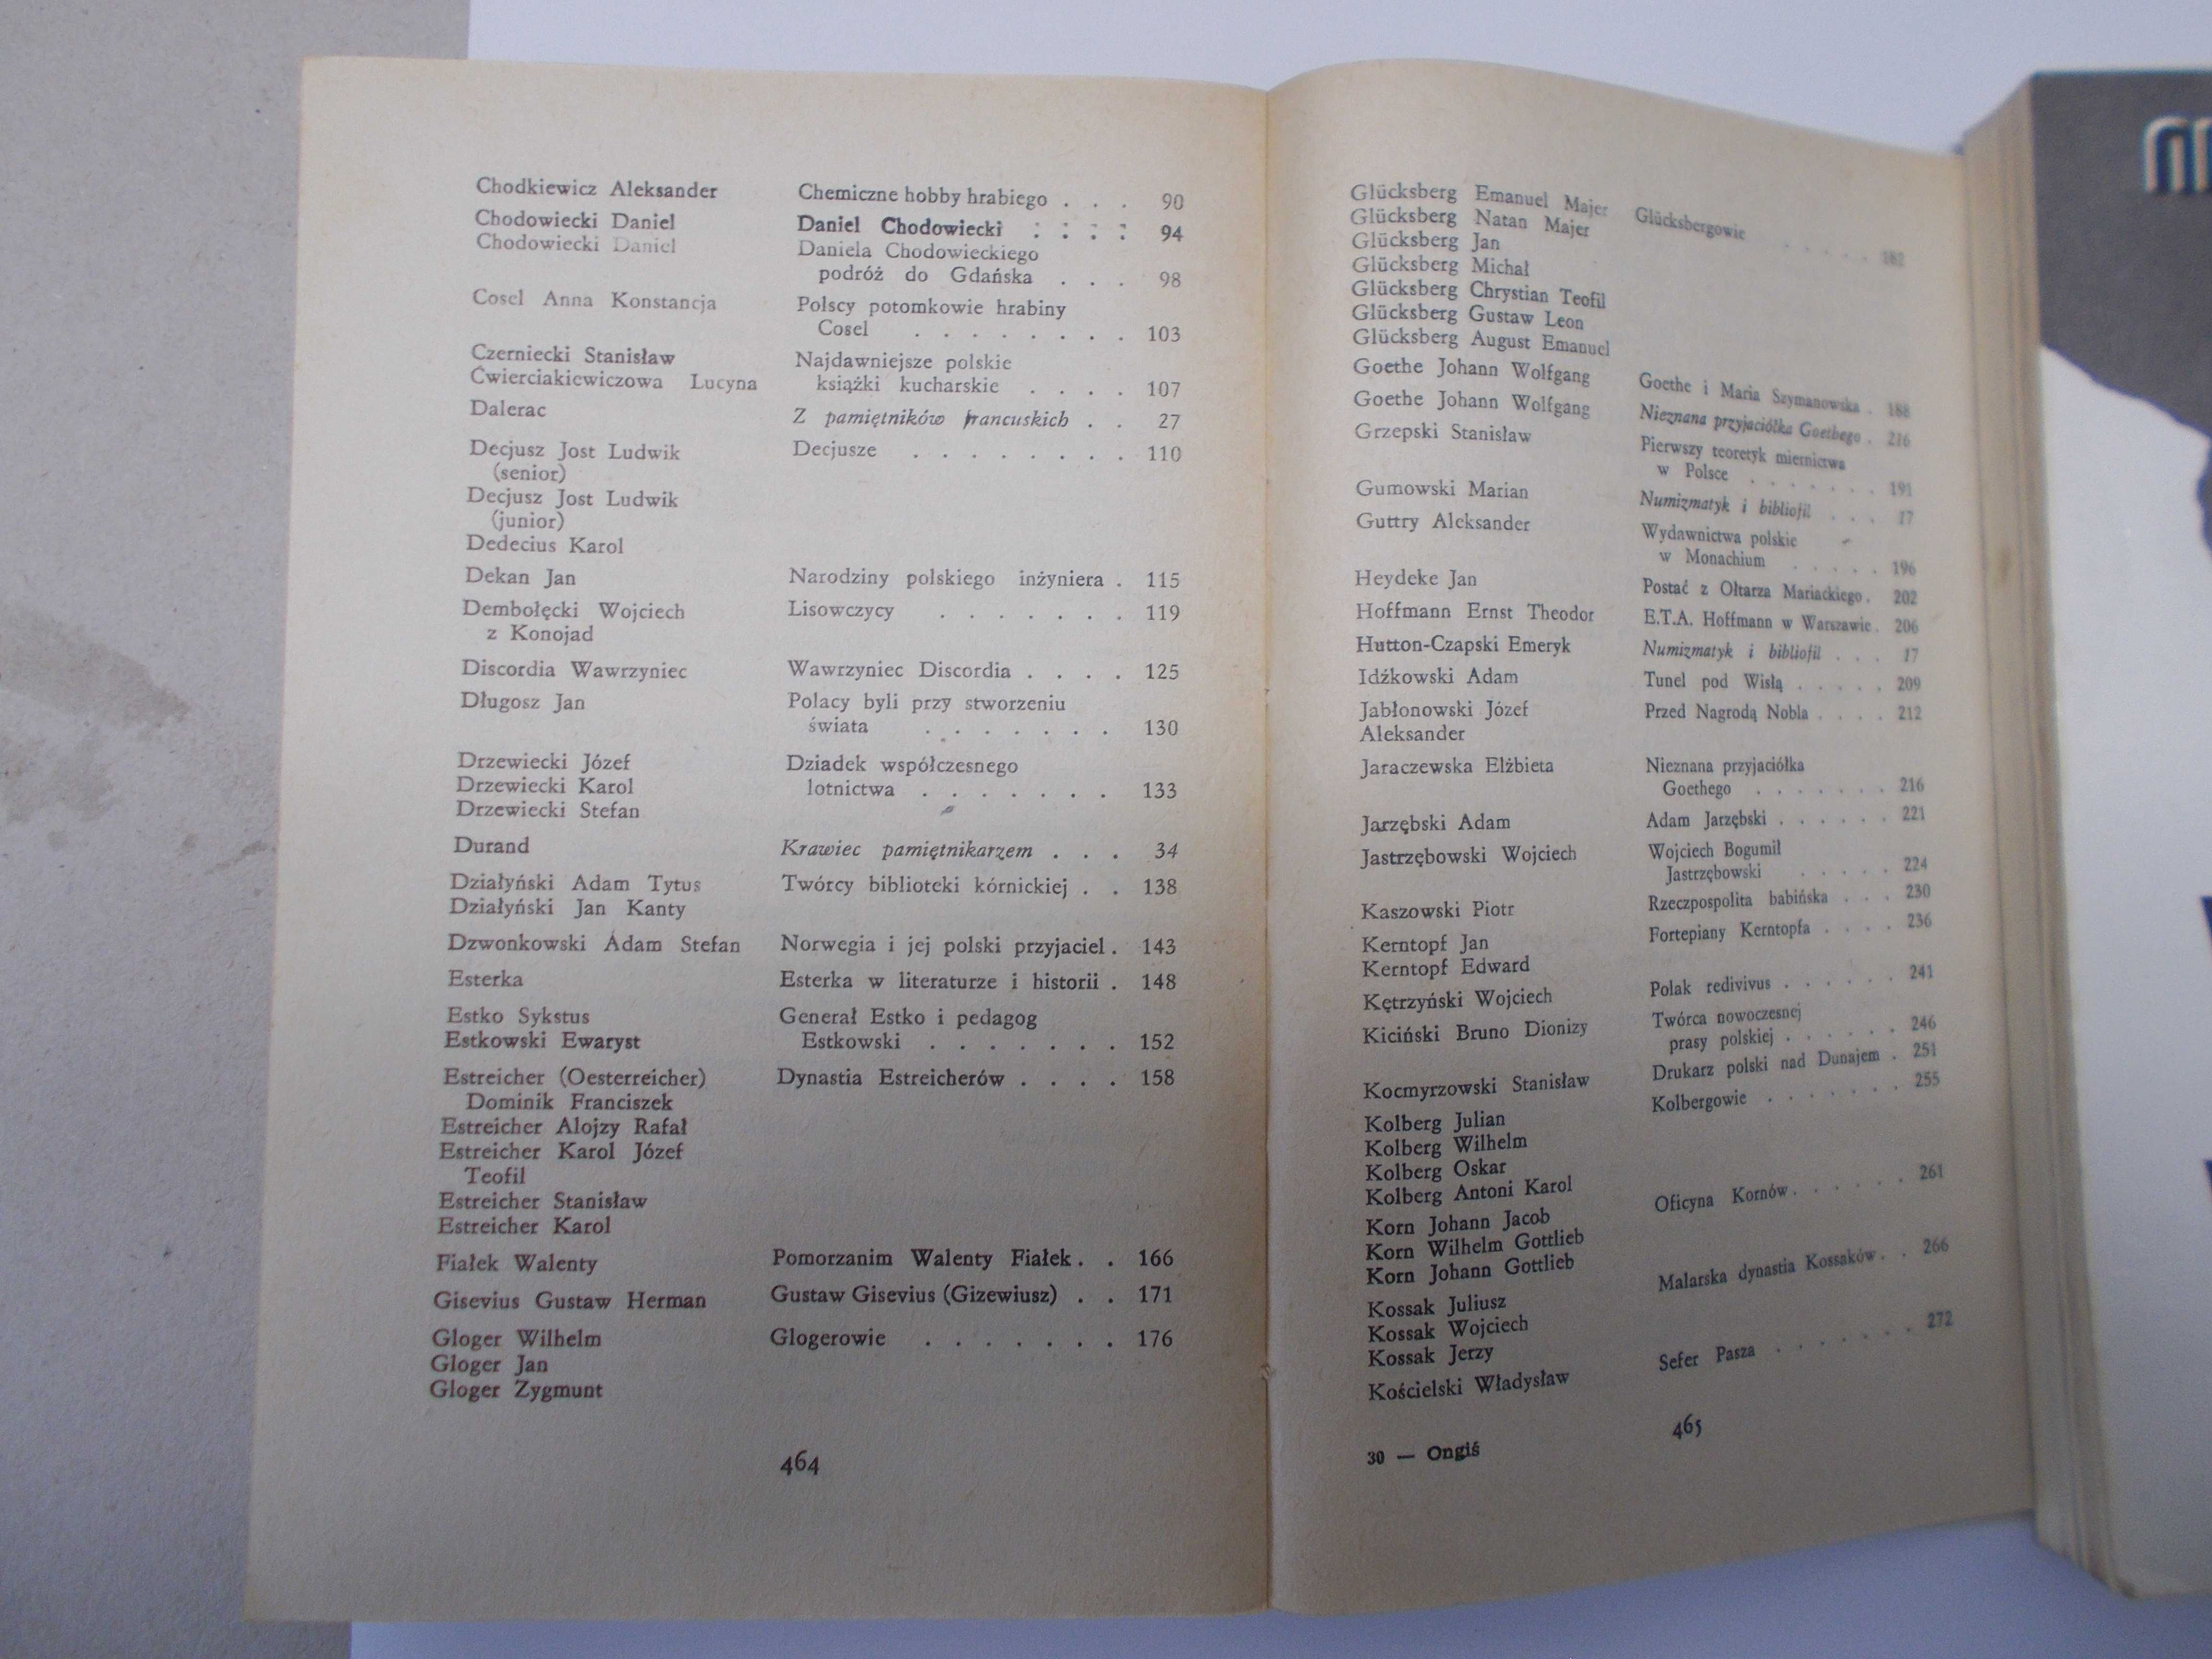 Chodkiewicz Aleksander Chemiczne hobby hrabiego . . . 90
Chodowiecki Daniel Daniel Chodowiecki : : : : 94
Chodowiecki Daniel Daniela Chodowieckiego
podróż do Gdańska . . . 98
Cosel Anna Konstancja Polscy potomkowie hrabiny
Cosel . . . . . . . . 103
Czerniecki Stanisław Najdawniejsze polskie
Ćwierciakiewiczowa Lucyna książki kucharskie . . . . 107
Dalerac Z pamiętników francuskich . . 27
Decjusz Jost Ludwik Decjusze . . . . . . . . 110
(senior)
Decjusz Jost Ludwik
(junior)
Dedecius Karol
Dekan Jan Narodziny polskiego inżyniera . 115
Dembołęcki Wojciech Lisowczycy . . . . . . . 119
z Konojad
Discordia Wawrzyniec Wawrzyniec Discordia . . . . 125
Długosz Jan Polacy byli przy stworzeniu
świata . . . . . . . 130
Drzewiecki Józef Dziadek współczesnego
Drzewiecki Karol lotnictwa . . . . . . . 133
Drzewiecki Stefan
Durand Krawiec pamiętnikarzem . . . 34
Działyński Adam Tytus Twórcy biblioteki kórnickiej . . 138
Działyński Jan Kanty
Dzwonkowski Adam Stefan Norwegia i jej polski przyjaciel . 143
Esterka Esterka w literaturze i historii . 148
Estko Sykstus Generał Estko i pedagog
Estkowski Ewaryst Estkowski . . . . . . . 152
Estreicher (Oesterreicher) Dynastia Estreicherów . . . . 158
Dominik Franciszek
Estreicher Alojzy Rafał
Estreicher Karol Józef
Teofil
Estreicher Stanisław
Estreicher Karol
Fiałek Walenty Pomorzanim Walenty Fiałek . . 166
Gisevius Gustaw Herman Gustaw Gisevius (Gizewiusz) . . 171
Gloger Wilhelm Glogerowie . . . . . . . 176
Gloger Jan
Gloger Zygmunt
464
Glücksberg Emanuel Majer Glücksbergowie . . . . . 182
Glücksberg Natan Majer
Glücksberg Jan
Glücksberg Michał
Glücksberg Chrystian Teofil
Glücksberg Gustaw Leon
Glücksberg August Emanuel
Goethe Johann Wolfgang Goethe i Maria Szymanowska . 188
Goethe Johann Wolfgang Nieznana przyjaciółka Goethego . 216
Grzepski Stanisław Pierwszy teoretyk miernictwa
w Polsce . . . . . . . 191
Gumowski Marian Numizmatyk i bibliofil . . . 17
Guttry Aleksander Wydawnictwa polskie
w Monachium . . . . . 196
Heydeke Jan Postać z Ołtarza Mariackiego . 202
Hoffmann Ernst Theodor E.T.A. Hoffmann w Warszawie . 206
Hutton-Czapski Emeryk Numizmatyk i bibliofil . . . 17
Idźkowski Adam Tunel pod Wisłą . . . . . 209
Jabłonowski Józef Przed Nagrodą Nobla . . . . 212
Aleksander
Jaraczewska Elżbieta Nieznana przyjaciółka
Goethego . . . . . . . 216
Jarzębski Adam Adam Jarzębski . . . . . . 221
Jastrzębowski Wojciech Wojciech Bogumił
Jastrzębowski . . . . . 224
Kaszowski Piotr Rzeczpospolita babińska . . . 230
Kerntopf Jan Fortepiany Kerntopfa . . . . 236
Kerntopf Edward
Kętrzyński Wojciech Polak redivivus . . . . . . 241
Kiciński Bruno Dionizy Twórca nowoczesnej
prasy polskiej . . . . . . 246
Kocmyrzowski Stanisław Drukarz polski nad Dunajem . 251
Kolberg Julian Kolbergowie . . . . . . . 255
Kolberg Wilhelm
Kolberg Oskar
Kolberg Antoni Karol
Korn Johann Jacob Oficyna Kornów . . . . . . 261
Korn Wilhelm Gottlieb
Korn Johann Gottlieb
Kossak Juliusz Malarska dynastia Kossaków . . 266
Kossak Wojciech
Kossak Jerzy
Kościelski Władysław Sefer Pasza . . . . . . . 272
465
30 — Ongiś